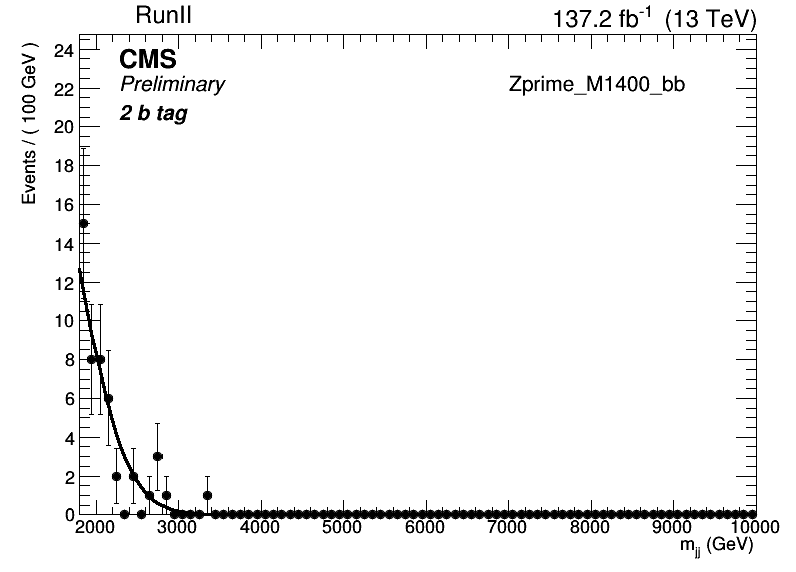 RunII
137.2 fb-1 (13 TeV)
CMS
Preliminary
2 b tag
Zprime_M1400_bb
Events / ( 100 GeV )
24
22
20
18
16
14
12
10
8
6
4
2
0
2000 3000 4000 5000 6000 7000 8000 9000 10000
mjj (GeV)